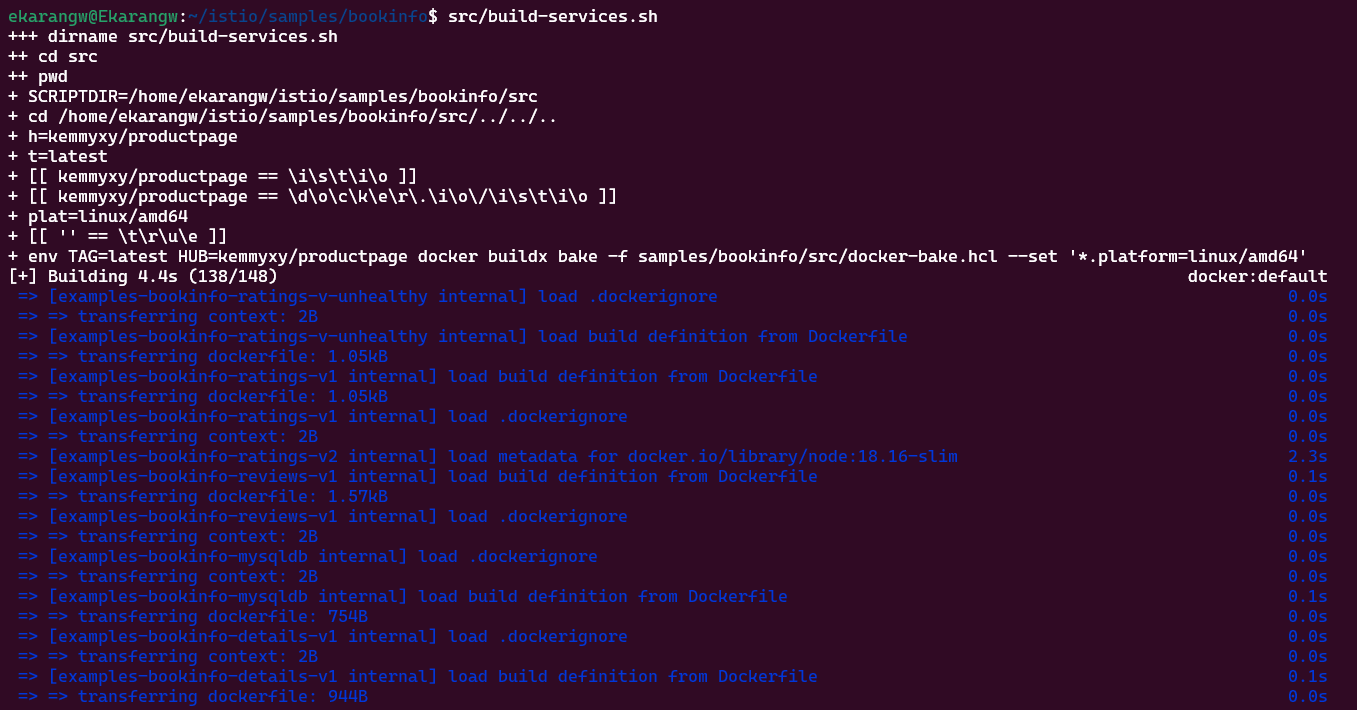 ekarangw@Ekarangw:~/istio/samples/bookinfo$ src/build-services.sh
+++ dirname src/build-services.sh
++ cd src
++ pwd
+ SCRIPTDIR=/home/ekarangw/istio/samples/bookinfo/src
+ cd /home/ekarangw/istio/samples/bookinfo/src/../../..
+ h=kemmyxy/productpage
+ t=latest
+ [[ kemmyxy/productpage == \i\s\t\i\o ]]
+ [[ kemmyxy/productpage == \d\o\c\k\e\r\.\i\o\/\i\s\t\i\o ]]
+ plat=linux/amd64
+ [[ '' == \t\r\u\e ]]
+ env TAG=latest HUB=kemmyxy/productpage docker buildx bake -f samples/bookinfo/src/docker-bake.hcl --set '*.platform=linux/amd64'
[+] Building 4.4s (138/148) docker:default
=> [examples-bookinfo-ratings-v-unhealthy internal] load .dockerignore 0.0s
=> => transferring context: 2B 0.0s
=> [examples-bookinfo-ratings-v-unhealthy internal] load build definition from Dockerfile 0.0s
=> => transferring dockerfile: 1.05kB 0.0s
=> [examples-bookinfo-ratings-v1 internal] load build definition from Dockerfile 0.0s
=> => transferring dockerfile: 1.05kB 0.0s
=> [examples-bookinfo-ratings-v1 internal] load .dockerignore 0.0s
=> => transferring context: 2B 0.0s
=> [examples-bookinfo-ratings-v2 internal] load metadata for docker.io/library/node:18.16-slim 2.3s
=> [examples-bookinfo-reviews-v1 internal] load build definition from Dockerfile 0.1s
=> => transferring dockerfile: 1.57kB 0.0s
=> [examples-bookinfo-reviews-v1 internal] load .dockerignore 0.0s
=> => transferring context: 2B 0.0s
=> [examples-bookinfo-mysqldb internal] load .dockerignore 0.0s
=> => transferring context: 2B 0.0s
=> [examples-bookinfo-mysqldb internal] load build definition from Dockerfile 0.1s
=> => transferring dockerfile: 754B 0.0s
=> [examples-bookinfo-details-v1 internal] load .dockerignore 0.0s
=> => transferring context: 2B 0.0s
=> [examples-bookinfo-details-v1 internal] load build definition from Dockerfile 0.1s
=> => transferring dockerfile: 944B 0.0s